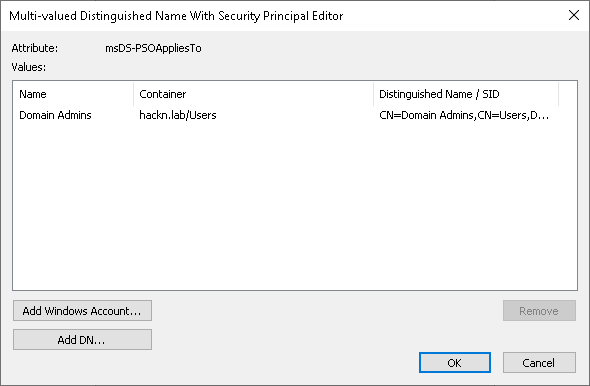 Multi-valued Distinguished Name With Security Principal Editor
Attribute: msDS-PSOAppliesTo
Values:
Name Container Distinguished Name / SID
Domain Admins hackn.lab/Users CN=Domain Admins,CN=Users,D...
Add Windows Account... Remove
Add DN...
OK Cancel